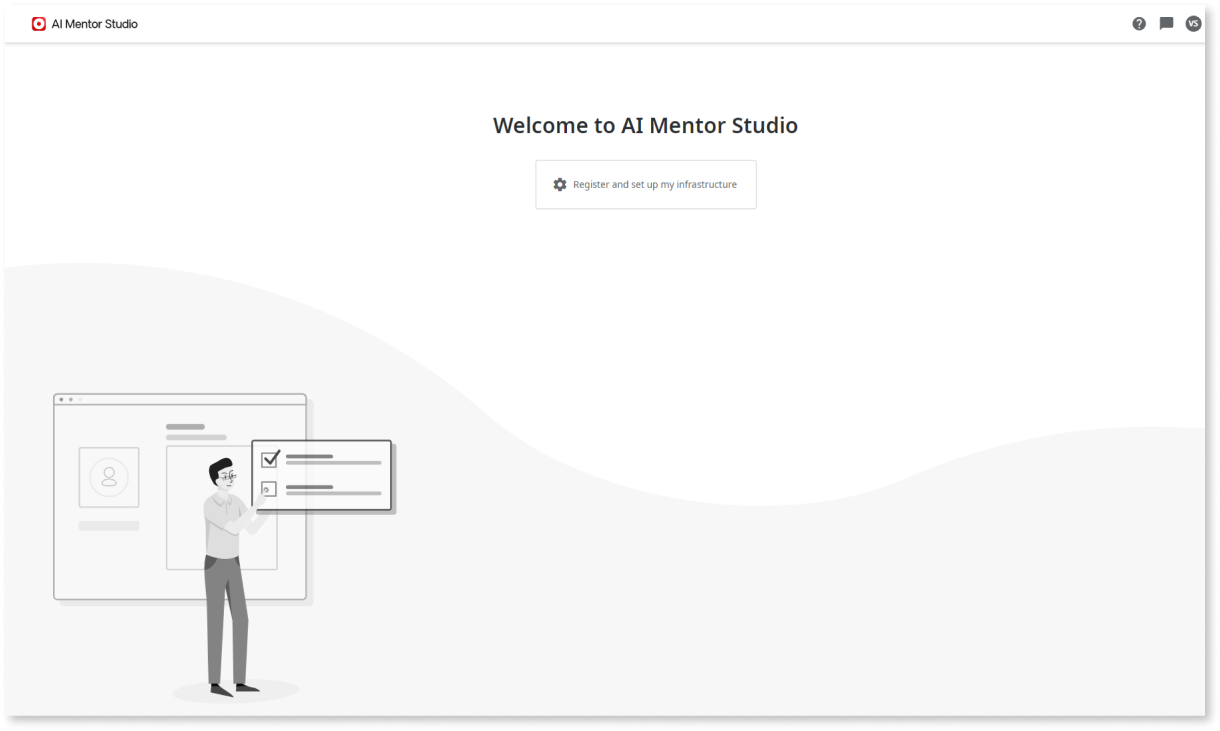 AI Mentor Studio
VS
Welcome to AI Mentor Studio
Register and set up my infrastructure